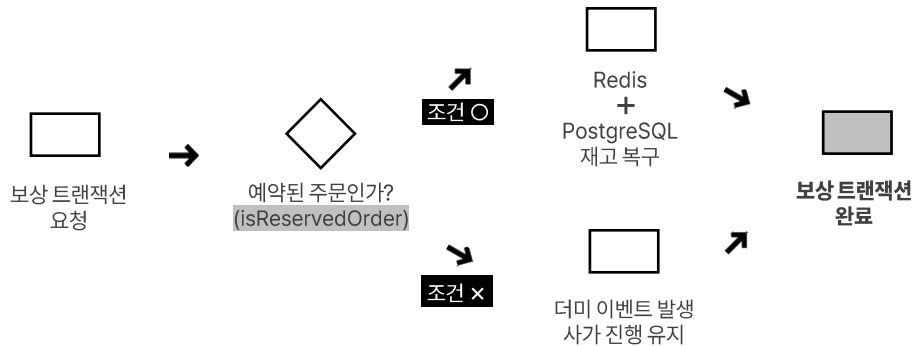 보상 트랜잭션
요청
예약된 주문인가?
(isReservedOrder)
조건 ○
Redis
+
PostgreSQL
재고 복구
조건 ×
더미 이벤트 발생
사가 진행 유지
보상 트랜잭션
완료